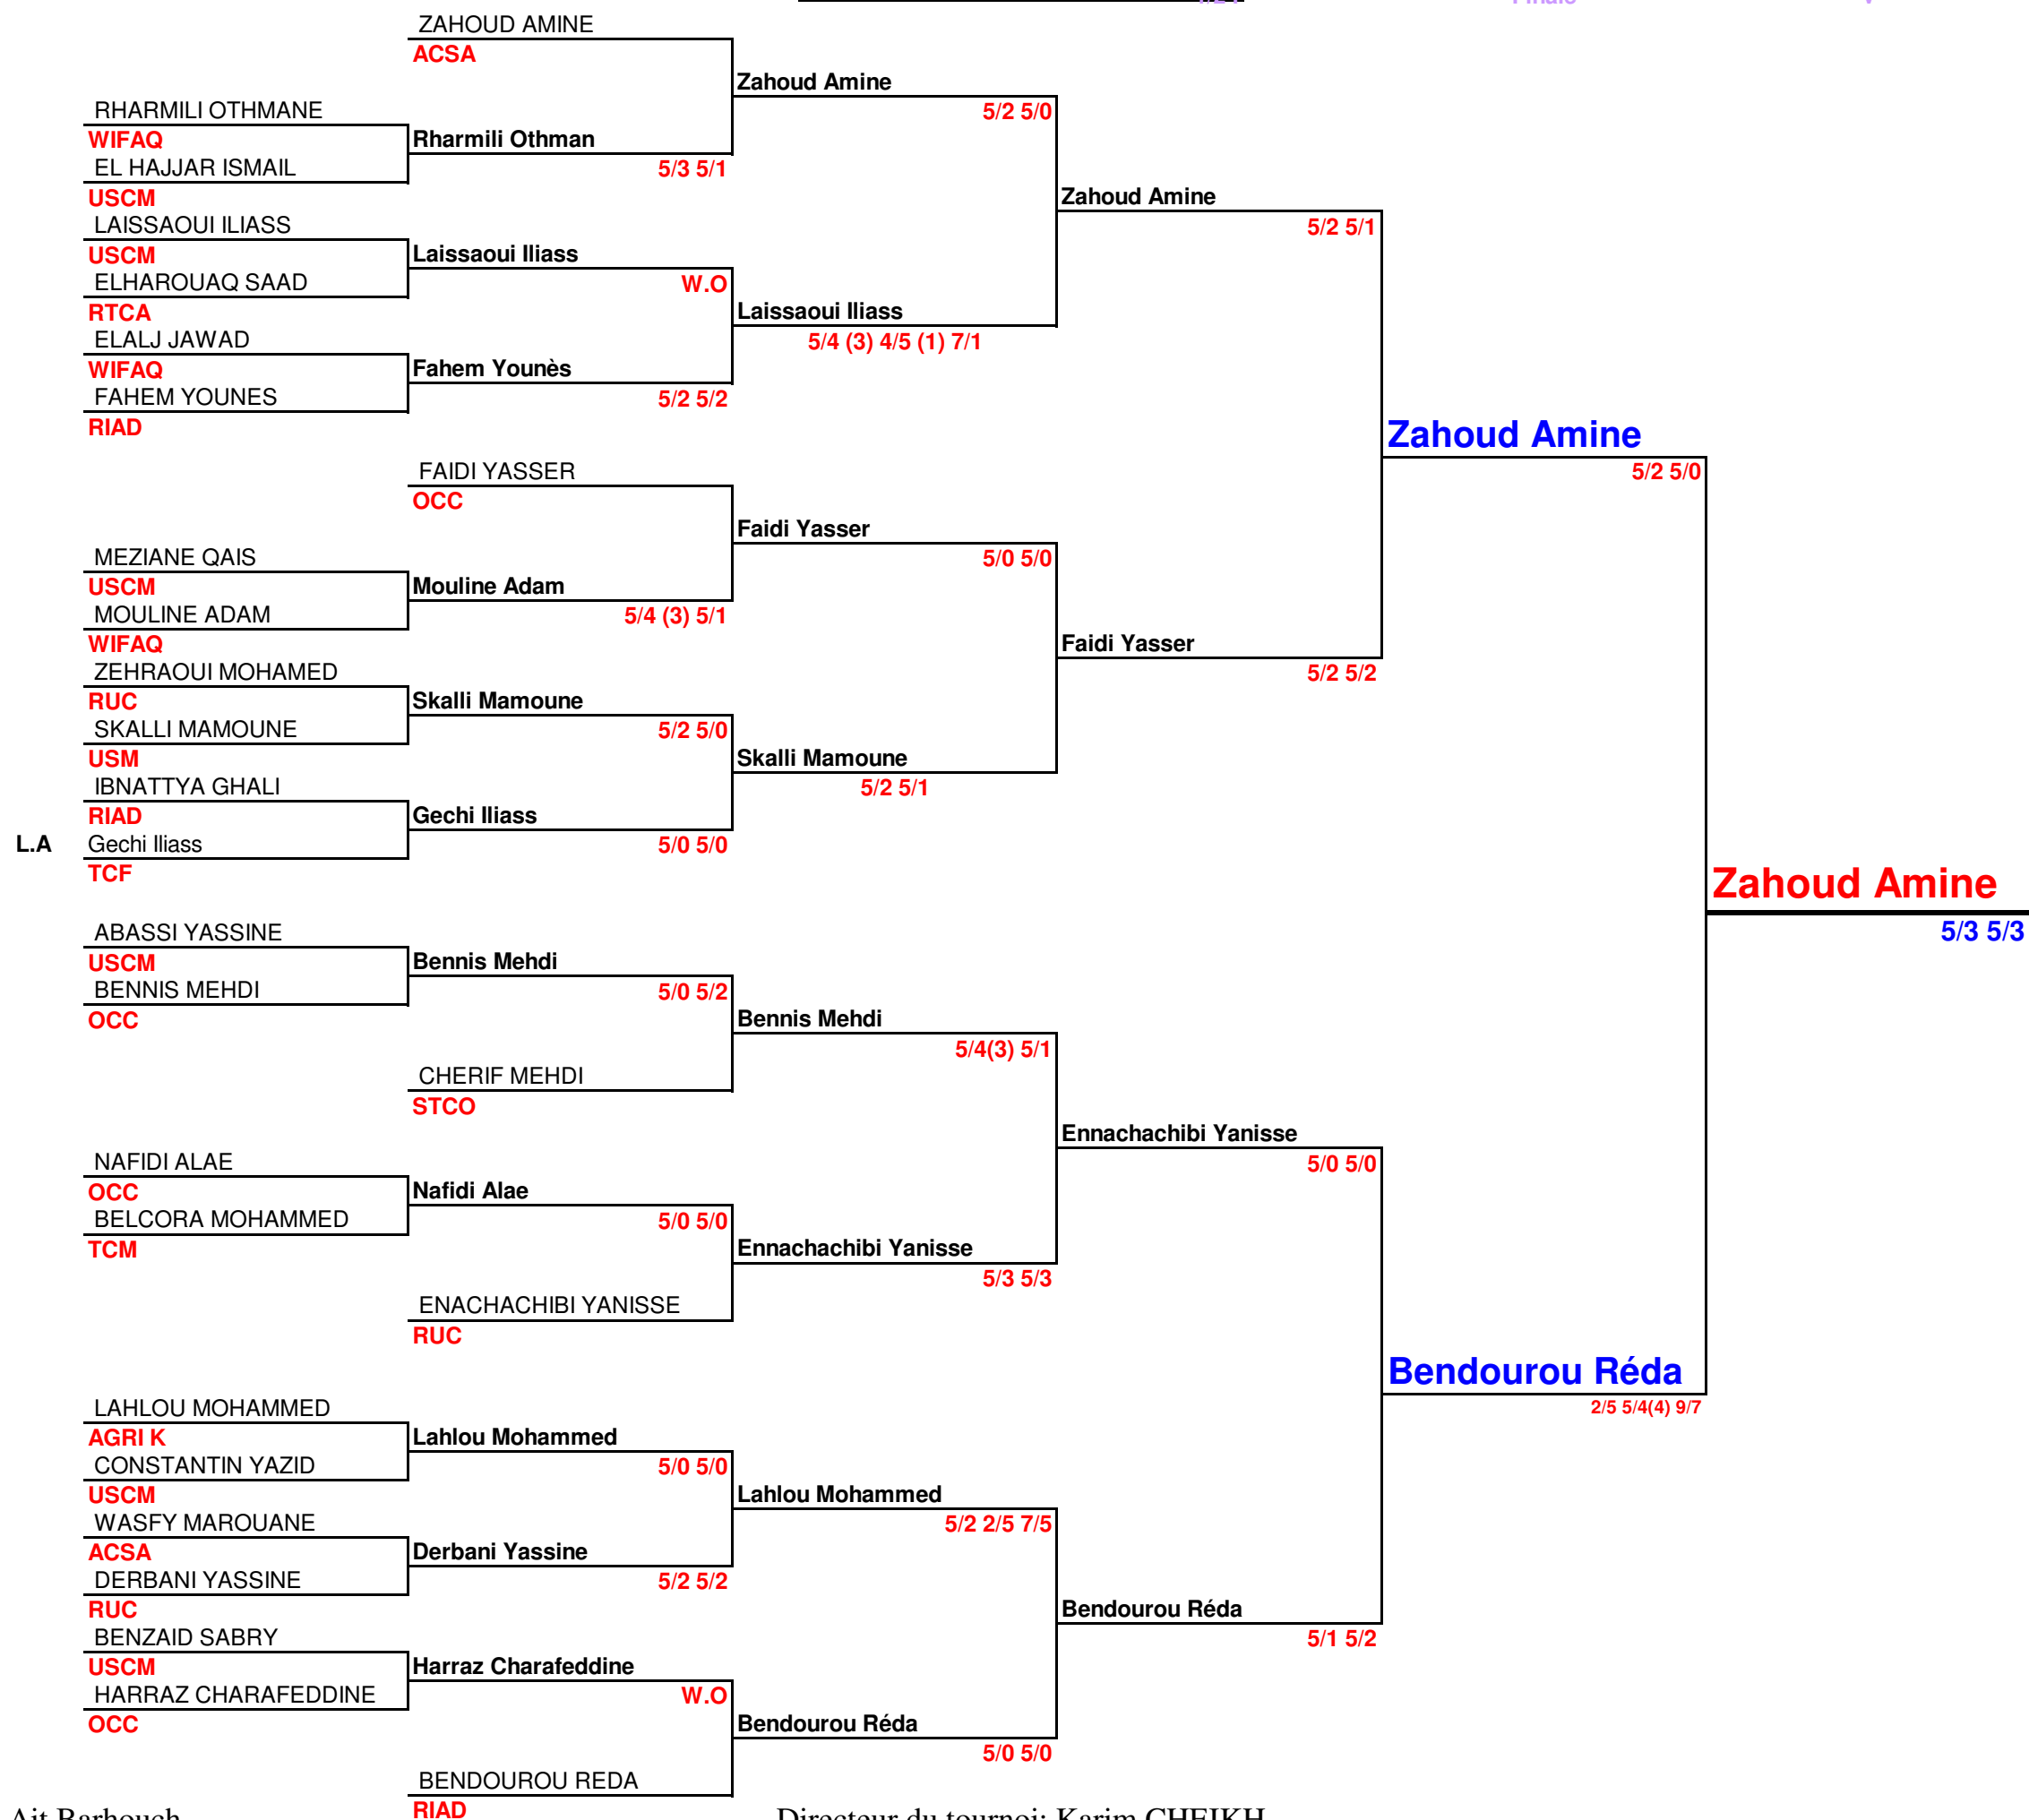 Finale
ZAHOUD AMINE
ACSA
Zahoud Amine
5/2 5/0
RHARMILI OTHMANE
WIFAQ
Rharmili Othman
EL HAJJAR ISMAIL
5/3 5/1
USCM
Zahoud Amine
LAISSAOUI ILIASS
5/2 5/1
USCM
Laissaoui Iliass
ELHAROUAQ SAAD
W.O
RTCA
Laissaoui Iliass
ELALJ JAWAD
5/4 (3) 4/5 (1) 7/1
WIFAQ
Fahem Younès
FAHEM YOUNES
5/2 5/2
RIAD
Zahoud Amine
FAIDI YASSER
5/2 5/0
OCC
Faidi Yasser
MEZIANE QAIS
5/0 5/0
USCM
Mouline Adam
MOULINE ADAM
5/4 (3) 5/1
WIFAQ
Faidi Yasser
ZEHRAOUI MOHAMED
5/2 5/2
RUC
Skalli Mamoune
SKALLI MAMOUNE
5/2 5/0
USM
Skalli Mamoune
IBNATTYA GHALI
5/2 5/1
RIAD
Gechi Iliass
L.A Gechi Iliass
5/0 5/0
TCF
Zahoud Amine
5/3 5/3
ABASSI YASSINE
USCM
Bennis Mehdi
BENNIS MEHDI
5/0 5/2
OCC
Bennis Mehdi
5/4(3) 5/1
CHERIF MEHDI
STCO
Ennachachibi Yanisse
5/0 5/0
NAFIDI ALAE
OCC
Nafidi Alae
BELCORA MOHAMMED
5/0 5/0
TCM
Ennachachibi Yanisse
5/3 5/3
ENACHACHIBI YANISSE
RUC
Bendourou Réda
2/5 5/4(4) 9/7
LAHLOU MOHAMMED
AGRI K
Lahlou Mohammed
CONSTANTIN YAZID
5/0 5/0
USCM
Lahlou Mohammed
WASFY MAROUANE
5/2 2/5 7/5
ACSA
Derbani Yassine
DERBANI YASSINE
5/2 5/2
RUC
Bendourou Réda
BENZAID SABRY
5/1 5/2
USCM
Harraz Charafeddine
HARRAZ CHARAFEDDINE
W.O
OCC
Bendourou Réda
5/0 5/0
BENDOUROU REDA
RIAD
Ait Barhouch
Directeur du tournoi: Karim CHEIKH